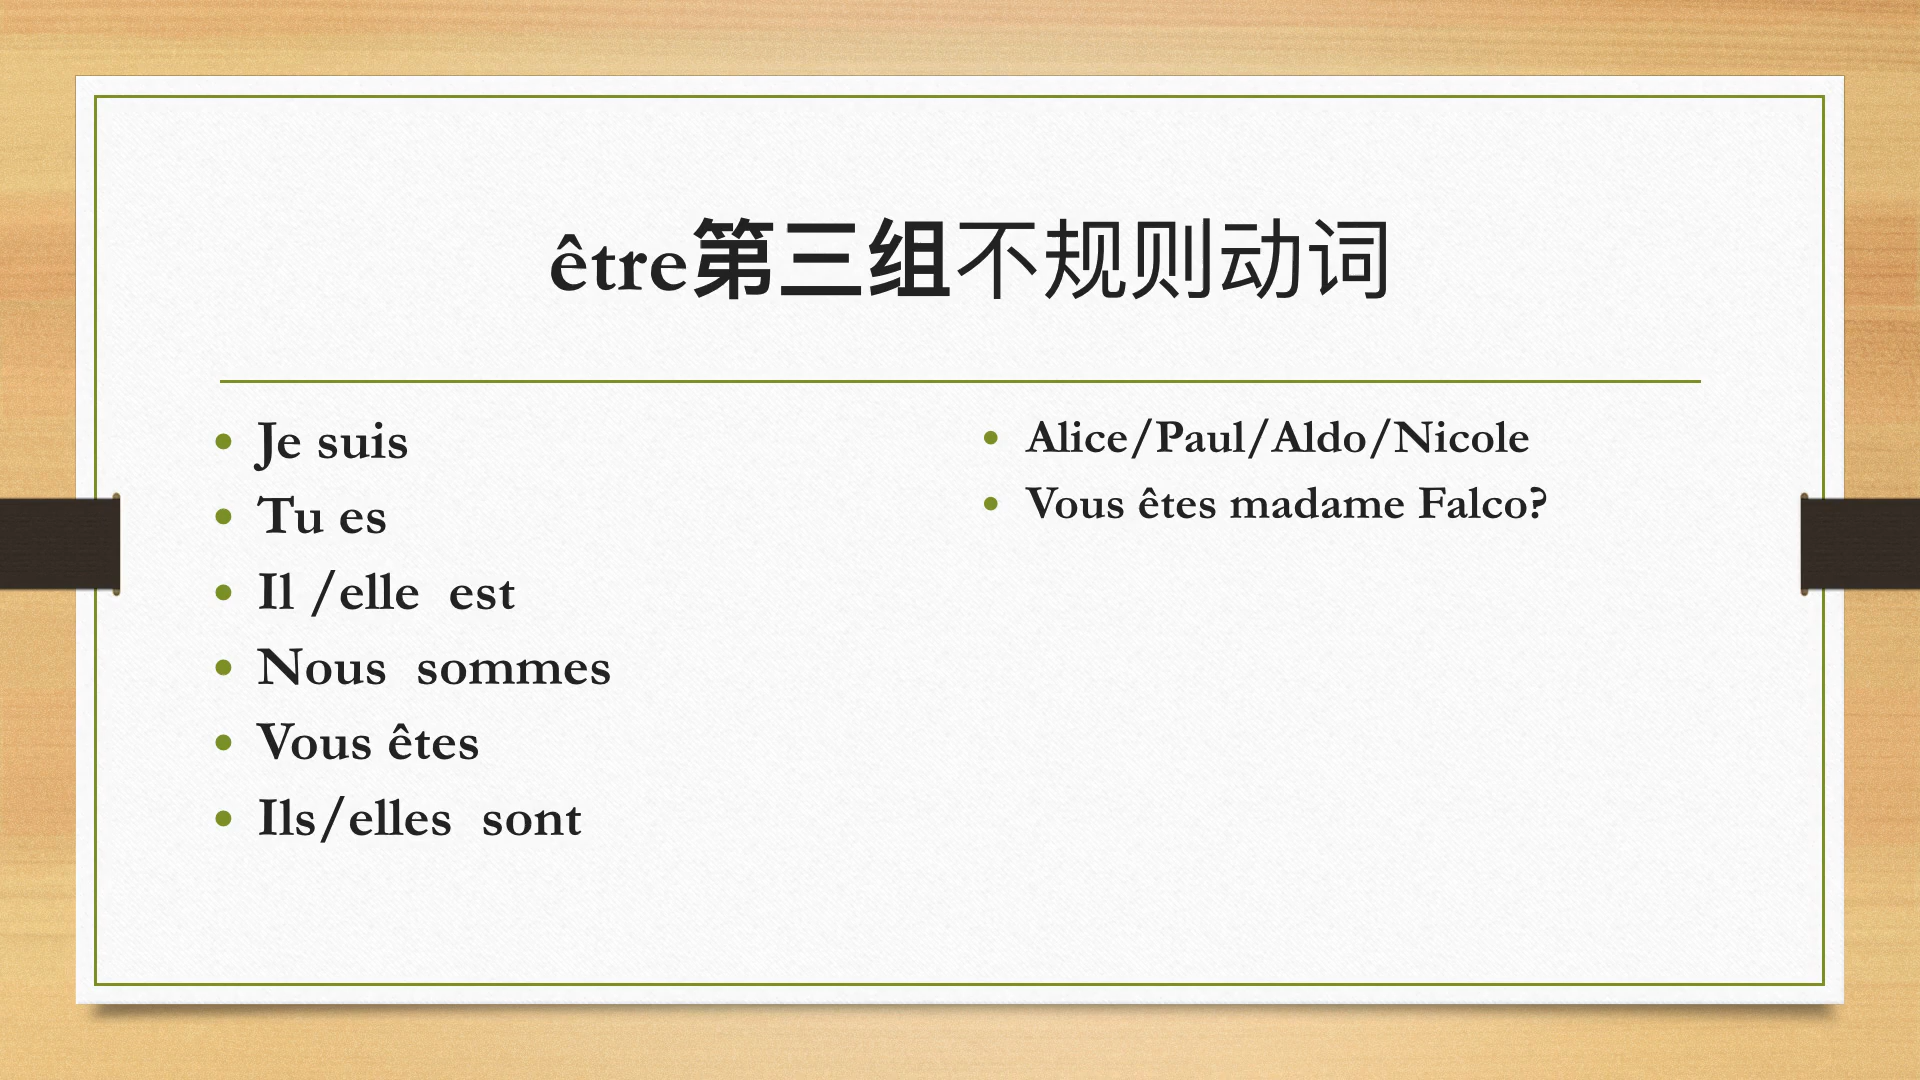 être第三组不规则动词
• Je suis
• Tu es
• Il /elle  est
• Nous  sommes
• Vous êtes
• Ils/elles  sont
• Alice/Paul/Aldo/Nicole
• Vous êtes madame Falco?